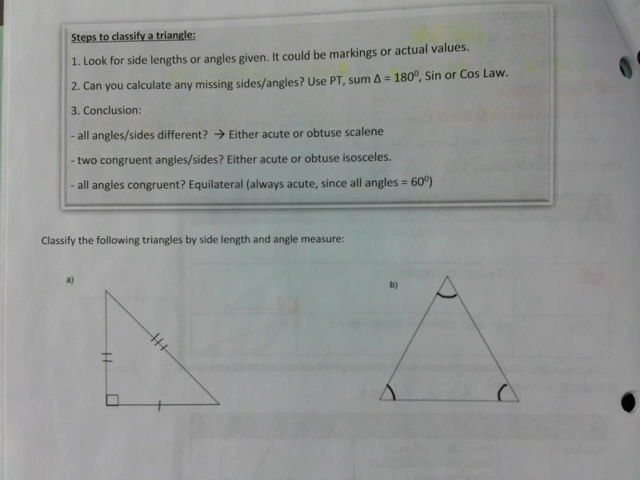 Steps to classify a triangle:
1. Look for side lengths or angles given. It could be markings or actual values.
2. Can you calculate any missing sides/angles? Use PT, sum Δ = 180⁰, Sin or Cos Law.
3. Conclusion:
- all angles/sides different? → Either acute or obtuse scalene
- two congruent angles/sides? Either acute or obtuse isosceles.
- all angles congruent? Equilateral (always acute, since all angles = 60⁰)
Classify the following triangles by side length and angle measure:
a)
b)